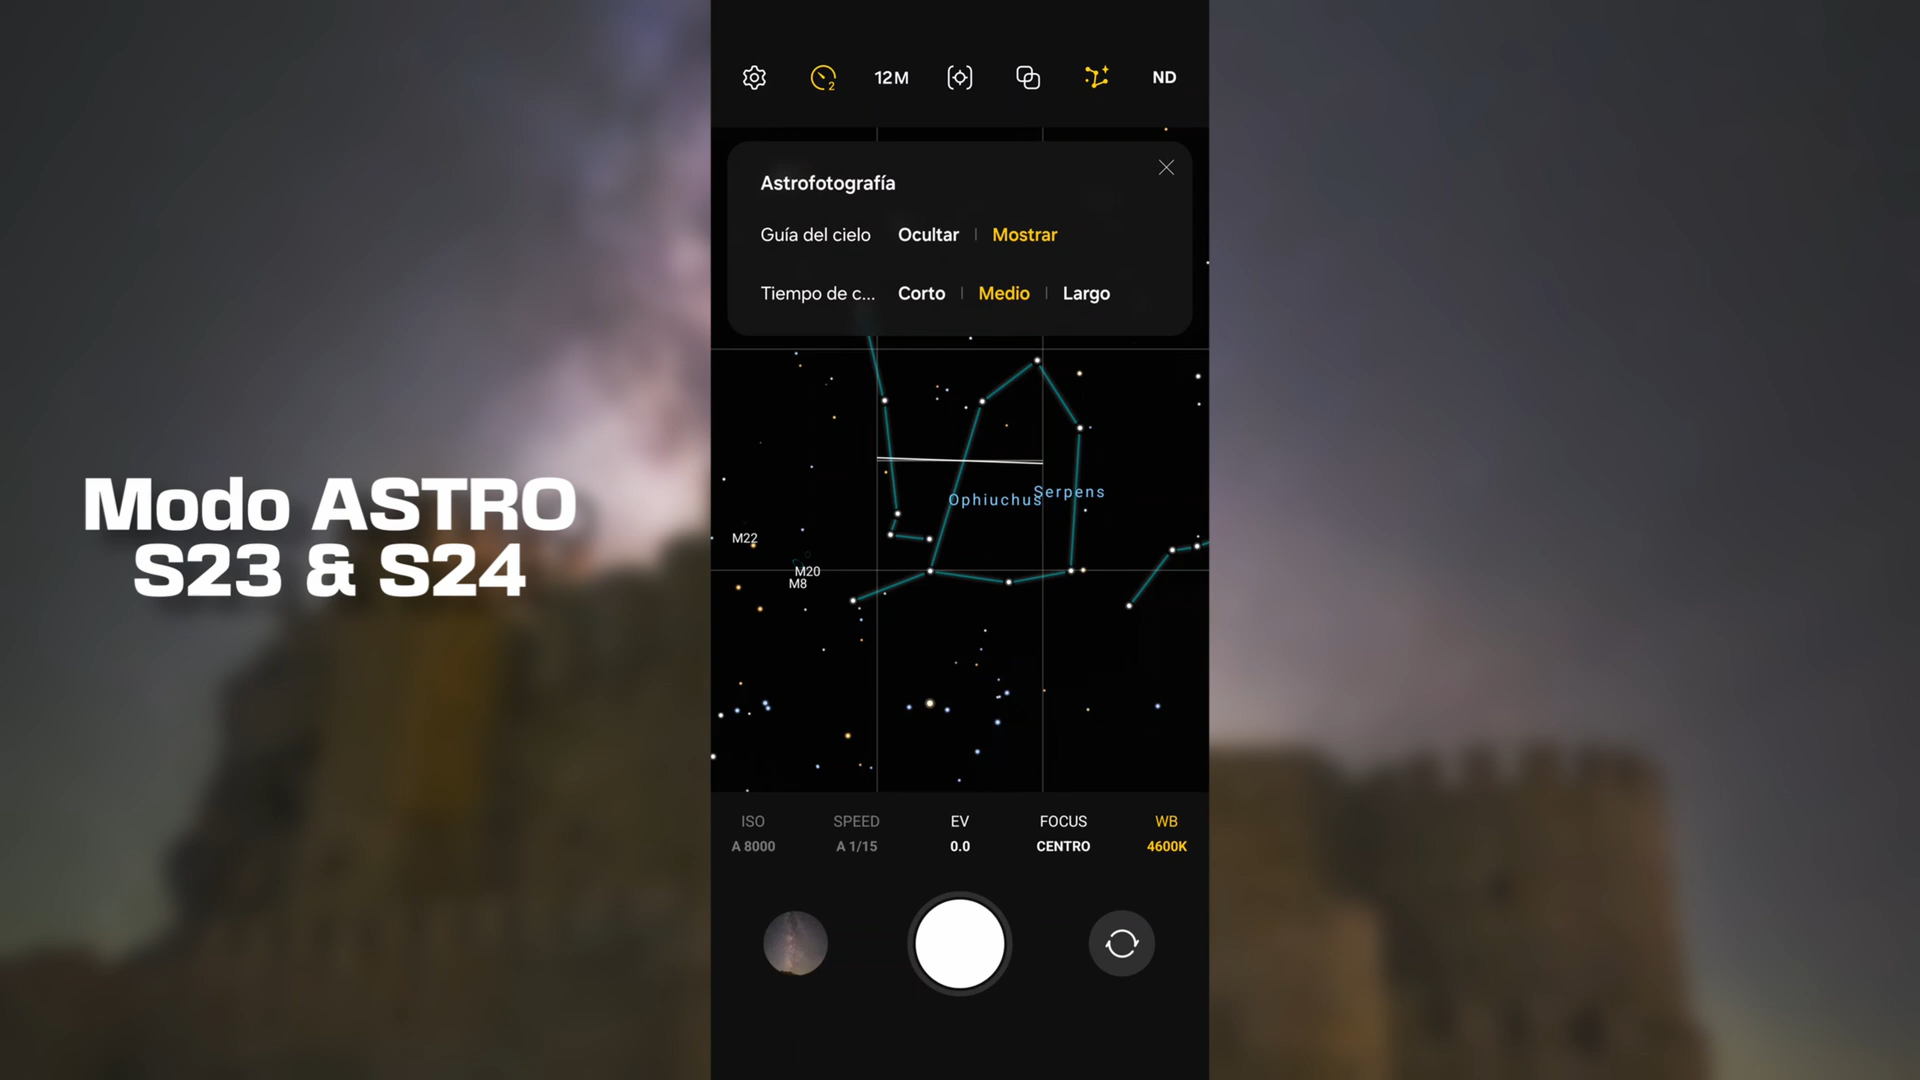 Modo ASTRO
S23 & S24
2
12M
ND
Astrofotografía
Guía del cielo Ocultar | Mostrar
Tiempo de c... Corto | Medio | Largo
Ophiuchus
Serpens
M22
M20
M8
ISO SPEED EV FOCUS WB
A 8000 A 1/15 0.0 CENTRO 4600K